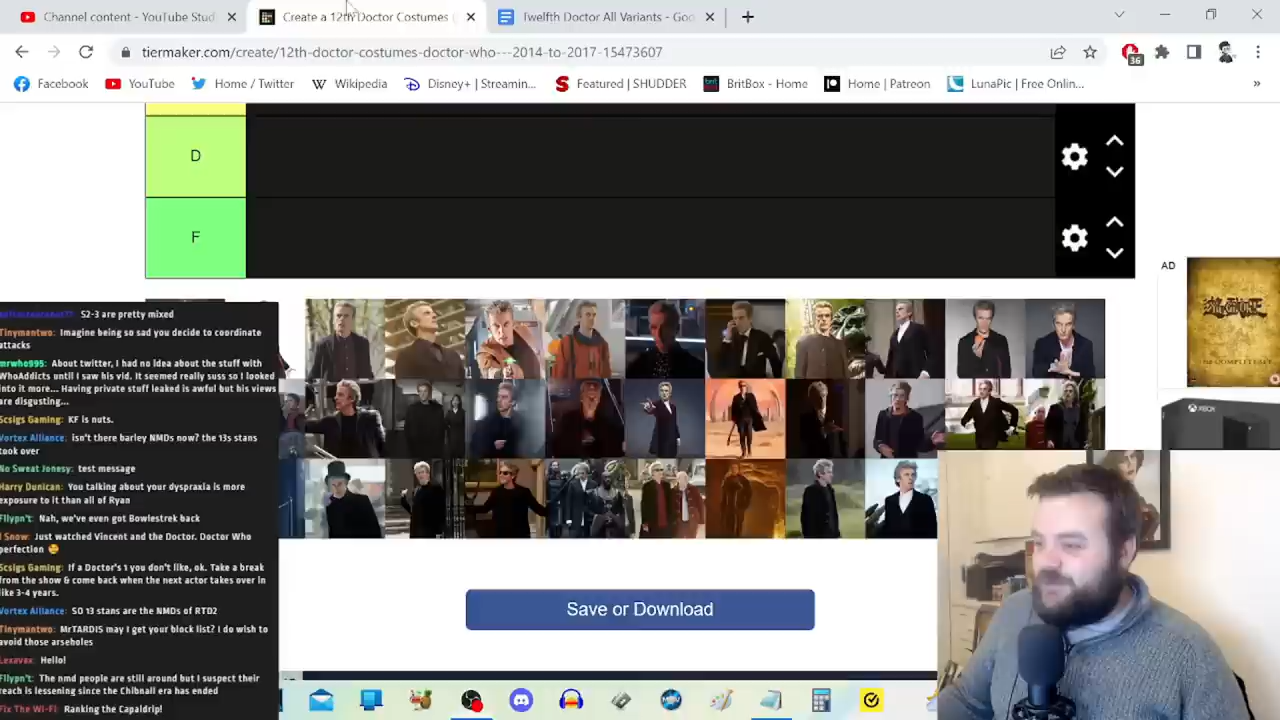 Channel content - YouTube Stud
Create a 12th Doctor Costumes (
Twelfth Doctor All Variants - Goo
tiermaker.com/create/12th-doctor-costumes-doctor-who---2014-to-2017-15473607
36
Facebook
YouTube
Home / Twitter
Wikipedia
Disney+ | Streamin...
Featured | SHUDDER
BritBox - Home
Home | Patreon
LunaPic | Free Onlin...
»
D
F
AD
XBOX
S2-3 are pretty mixed
Tinymantwo: Imagine being so sad you decide to coordinate
attacks
mrwho995: About twitter, I had no idea about the stuff with
WhoAddicts until I saw his vid. It seemed really suss so I looked
into it more... Having private stuff leaked is awful but his views
are disgusting...
Scsigs Gaming: KF is nuts.
Vortex Alliance: isn't there barley NMDs now? the 13s stans
took over
No Sweat Jonesy: test message
Harry Dunican: You talking about your dyspraxia is more
exposure to it than all of Ryan
Fllypn't: Nah, we've even got Bowlestrek back
I Snow: Just watched Vincent and the Doctor. Doctor Who
perfection 🥰
Scsigs Gaming: If a Doctor's 1 you don't like, ok. Take a break
from the show & come back when the next actor takes over in
like 3-4 years.
Vortex Alliance: SO 13 stans are the NMDs of RTD2
Tinymantwo: MrTARDIS may I get your block list? I do wish to
avoid those arseholes
Lexavax: Hello!
Fllypn't: The nmd people are still around but I suspect their
reach is lessening since the Chibnall era has ended
Fix The Wi-Fi: Ranking the Capaldrip!
Save or Download